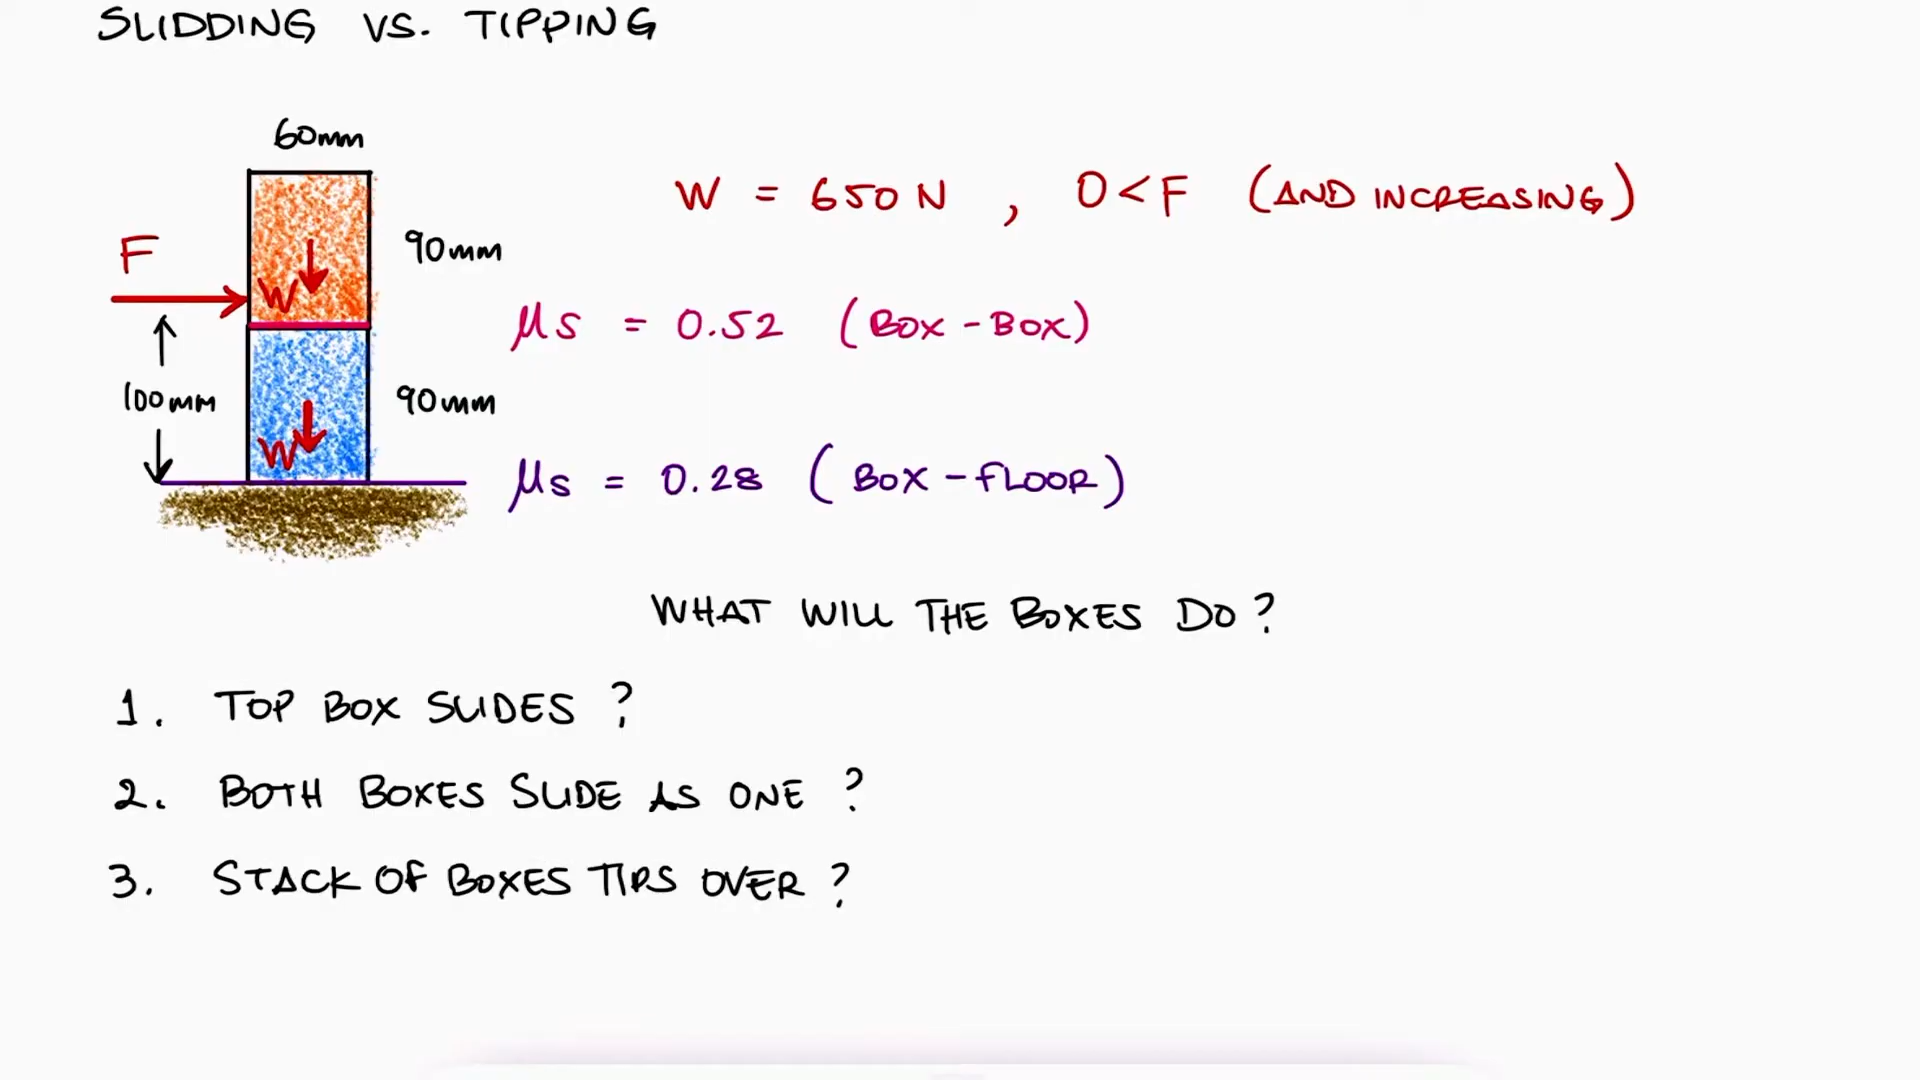 SLIDDING VS. TIPPING
60mm
W = 650 N , 0 < F (AND INCREASING)
F
90mm
W
μs = 0.52 (BOX - BOX)
100mm
90mm
W
μs = 0.28 (BOX - FLOOR)
WHAT WILL THE BOXES DO ?
1. TOP BOX SLIDES ?
2. BOTH BOXES SLIDE AS ONE ?
3. STACK OF BOXES TIPS OVER ?